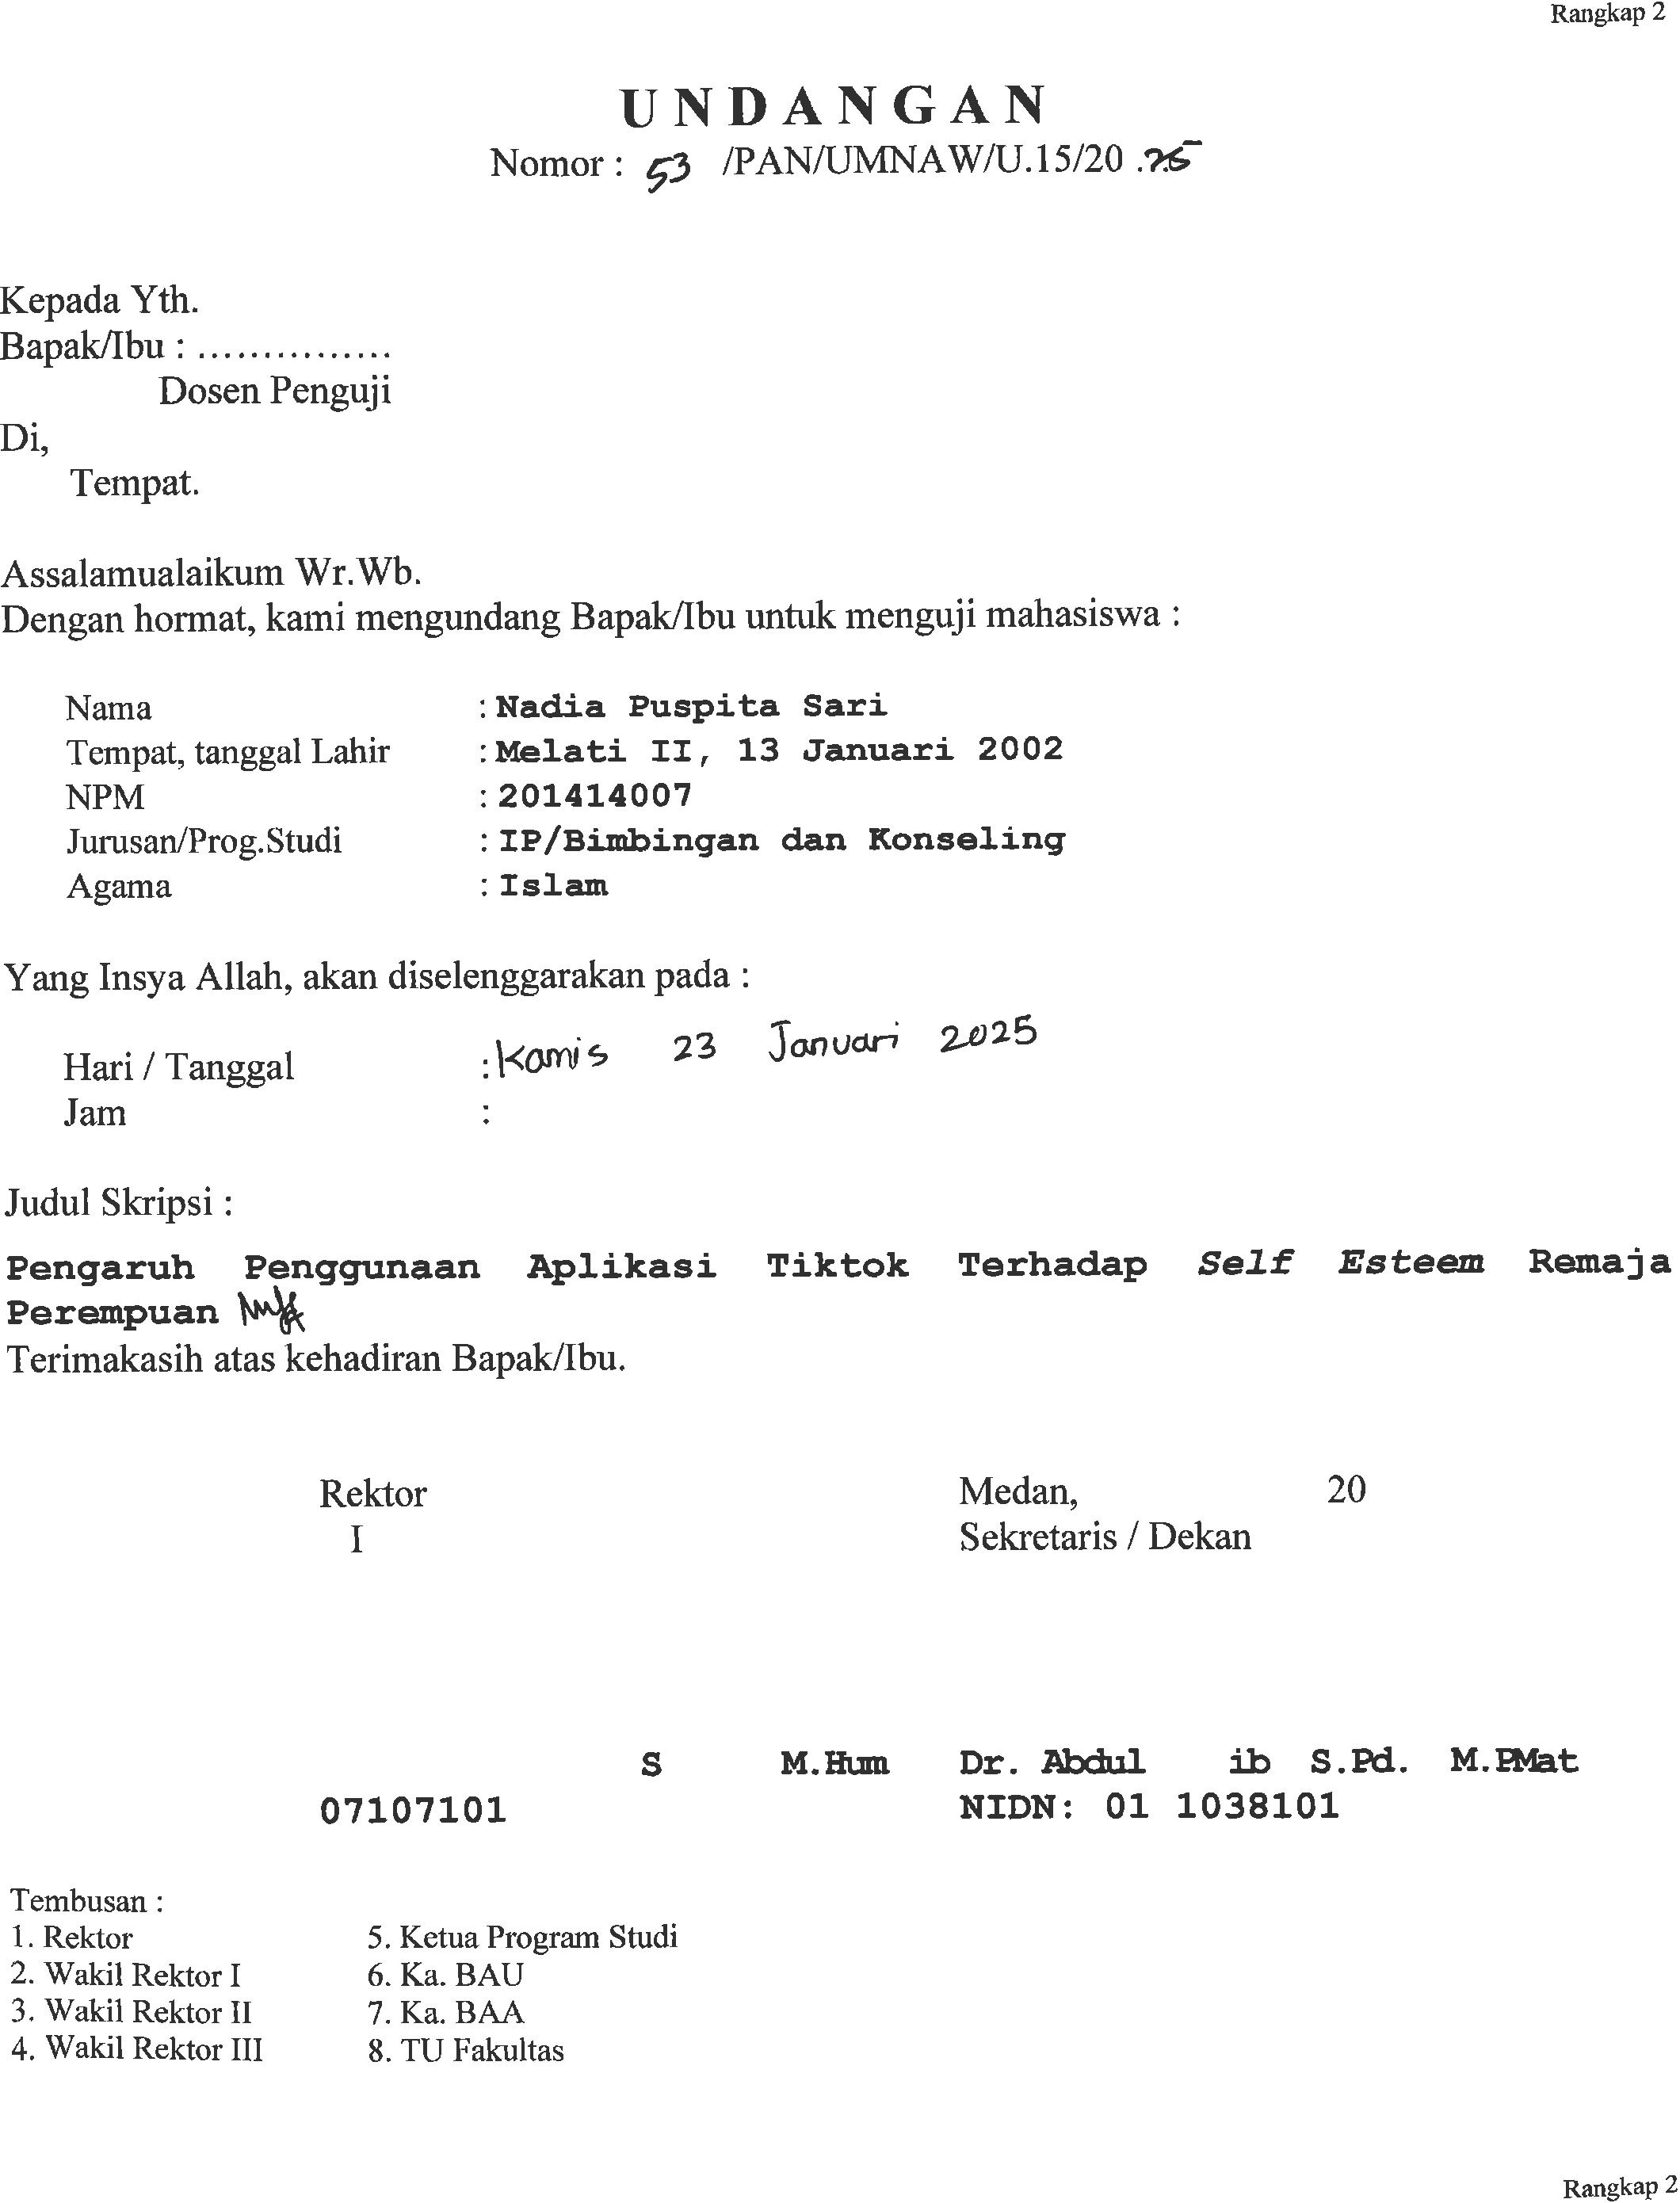 Rangkap 2
UNDANGAN
Nomor : 53 /PAN/UMNAW/U.15/20 .25
Kepada Yth.
Bapak/Ibu : ...............
Dosen Penguji
Di,
Tempat.
Assalamualaikum Wr.Wb.
Dengan hormat, kami mengundang Bapak/Ibu untuk menguji mahasiswa :
Nama : Nadia Puspita Sari
Tempat, tanggal Lahir : Melati II, 13 Januari 2002
NPM : 201414007
Jurusan/Prog.Studi : IP/Bimbingan dan Konseling
Agama : Islam
Yang Insya Allah, akan diselenggarakan pada :
Hari / Tanggal : Kamis 23 Januari 2025
Jam :
Judul Skripsi :
Pengaruh Penggunaan Aplikasi Tiktok Terhadap Self Esteem Remaja
Perempuan
Terimakasih atas kehadiran Bapak/Ibu.
Rektor Medan, 20
I Sekretaris / Dekan
S M.Hum Dr. Abdul ib S.Pd. M.PMat
07107101 NIDN: 01 1038101
Tembusan :
1. Rektor 5. Ketua Program Studi
2. Wakil Rektor I 6. Ka. BAU
3. Wakil Rektor II 7. Ka. BAA
4. Wakil Rektor III 8. TU Fakultas
Rangkap 2